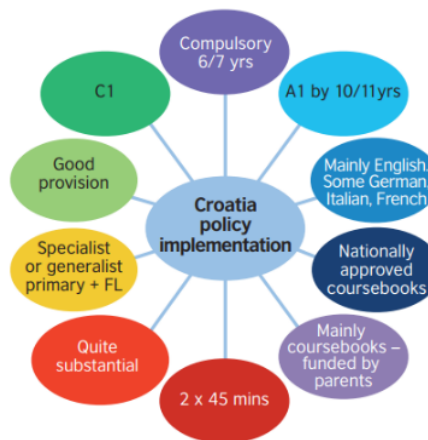 Compulsory
6/7 yrs
A1 by 10/11yrs
Mainly English.
Some German,
Italian, French
Nationally
approved
coursebooks
Mainly
coursebooks –
funded by
parents
2 x 45 mins
Quite
substantial
Specialist
or generalist
primary + FL
Good
provision
C1
Croatia
policy
implementation